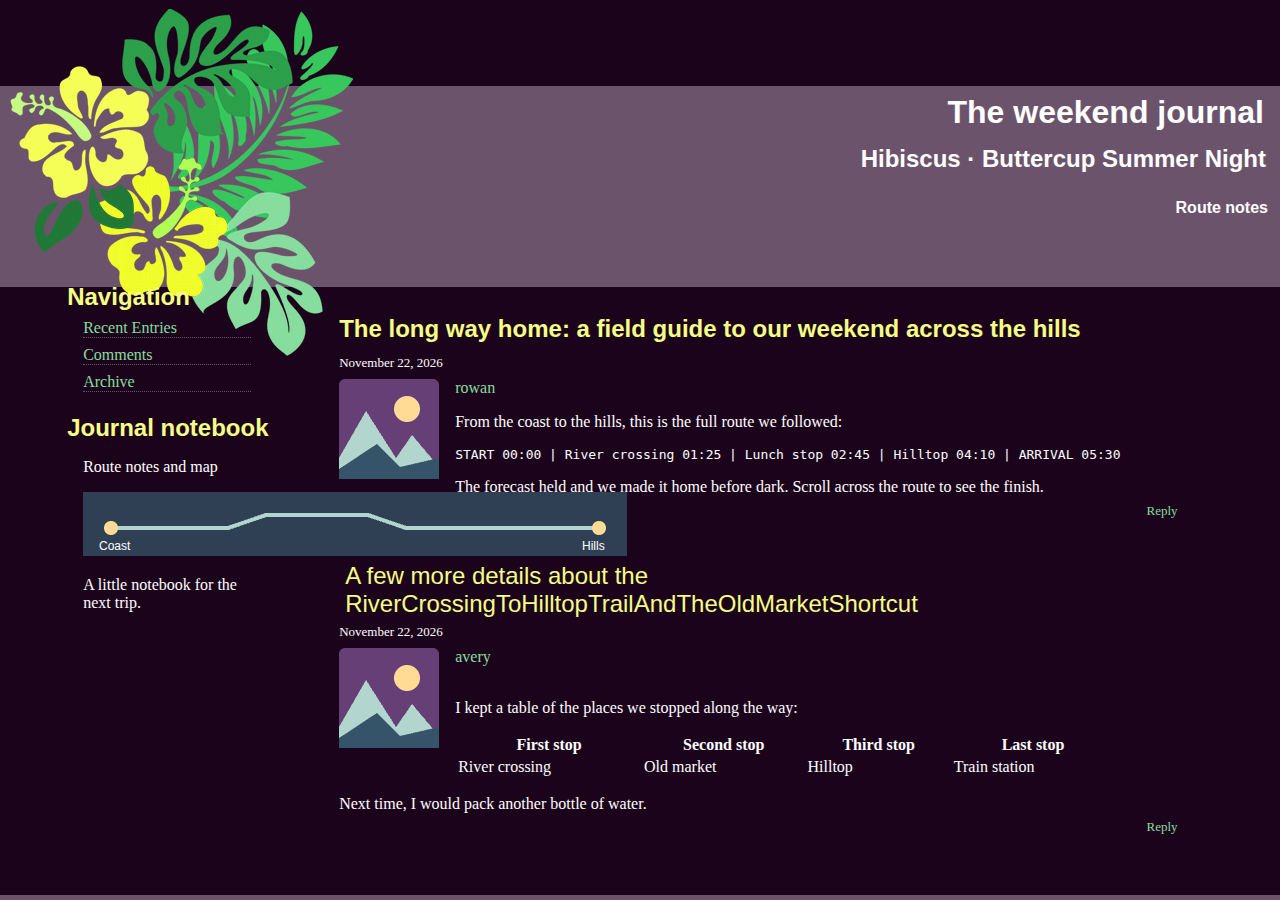 The weekend journal
Hibiscus · Buttercup Summer Night
Route notes
Navigation
Recent Entries
Comments
Archive
Journal notebook
Route notes and map
Coast
Hills
A little notebook for the
next trip.
The long way home: a field guide to our weekend across the hills
November 22, 2026
rowan
From the coast to the hills, this is the full route we followed:
START 00:00 | River crossing 01:25 | Lunch stop 02:45 | Hilltop 04:10 | ARRIVAL 05:30
The forecast held and we made it home before dark. Scroll across the route to see the finish.
Reply
A few more details about the
RiverCrossingToHilltopTrailAndTheOldMarketShortcut
November 22, 2026
avery
I kept a table of the places we stopped along the way:
First stop Second stop Third stop Last stop
River crossing Old market Hilltop Train station
Next time, I would pack another bottle of water.
Reply